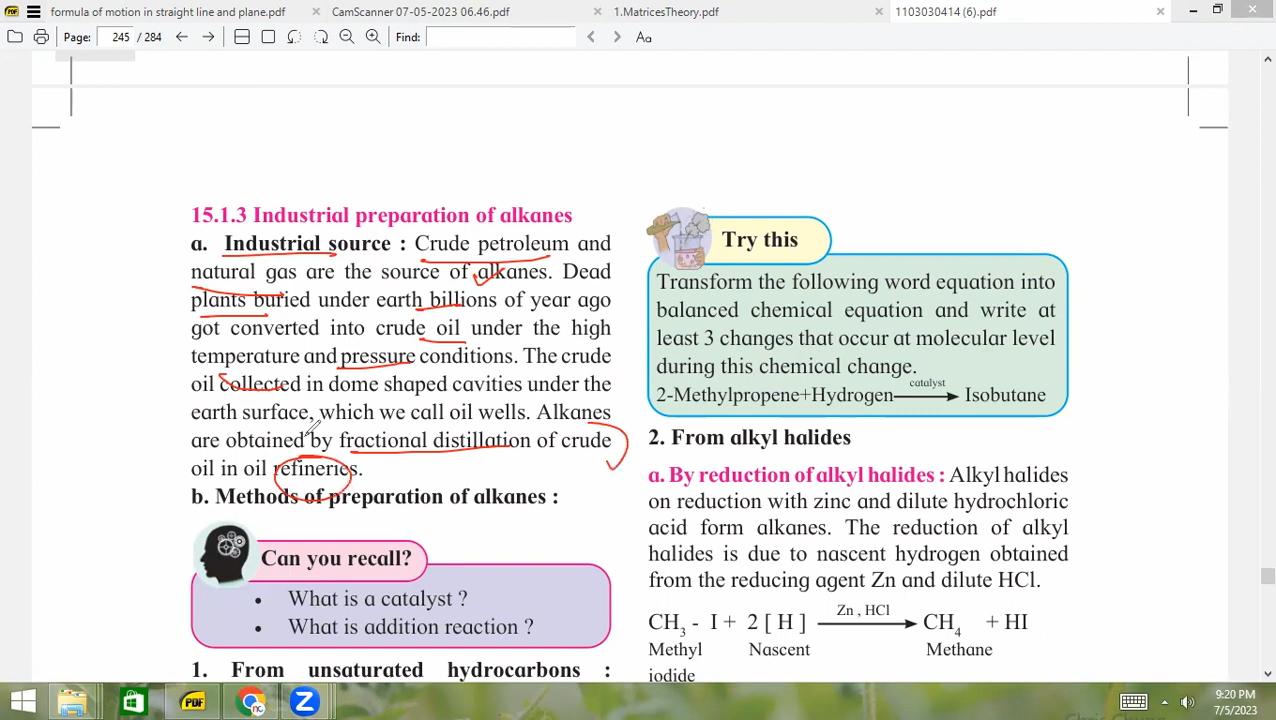 formula of motion in straight line and plane.pdf
CamScanner 07-05-2023 06.46.pdf
1.MatricesTheory.pdf
1103030414 (6).pdf
Page: 245 / 284
Find:
Aa
15.1.3 Industrial preparation of alkanes
a. Industrial source : Crude petroleum and
natural gas are the source of alkanes. Dead
plants buried under earth billions of year ago
got converted into crude oil under the high
temperature and pressure conditions. The crude
oil collected in dome shaped cavities under the
earth surface, which we call oil wells. Alkanes
are obtained by fractional distillation of crude
oil in oil refineries.
b. Methods of preparation of alkanes :
Can you recall?
• What is a catalyst ?
• What is addition reaction ?
1. From unsaturated hydrocarbons :
Try this
Transform the following word equation into
balanced chemical equation and write at
least 3 changes that occur at molecular level
during this chemical change.
catalyst
2-Methylpropene+Hydrogen⟶ Isobutane
2. From alkyl halides
a. By reduction of alkyl halides : Alkyl halides
on reduction with zinc and dilute hydrochloric
acid form alkanes. The reduction of alkyl
halides is due to nascent hydrogen obtained
from the reducing agent Zn and dilute HCl.
Zn , HCl
CH3 - I + 2 [ H ] ⟶ CH4 + HI
Methyl Nascent Methane
iodide
PDF
nc
9:20 PM
7/5/2023